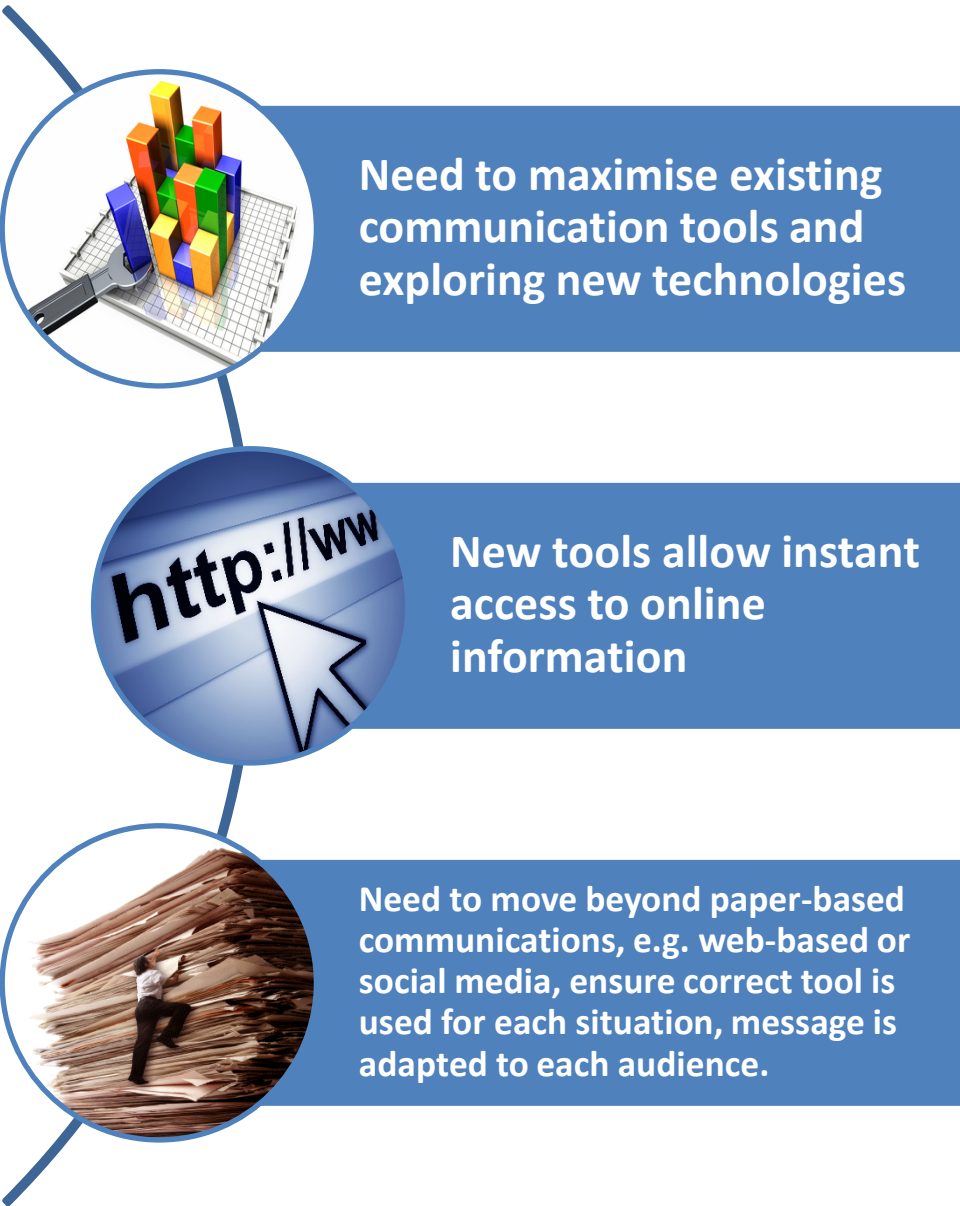 Need to maximise existing
communication tools and
exploring new technologies
http://ww
New tools allow instant
access to online
information
Need to move beyond paper-based
communications, e.g. web-based or
social media, ensure correct tool is
used for each situation, message is
adapted to each audience.